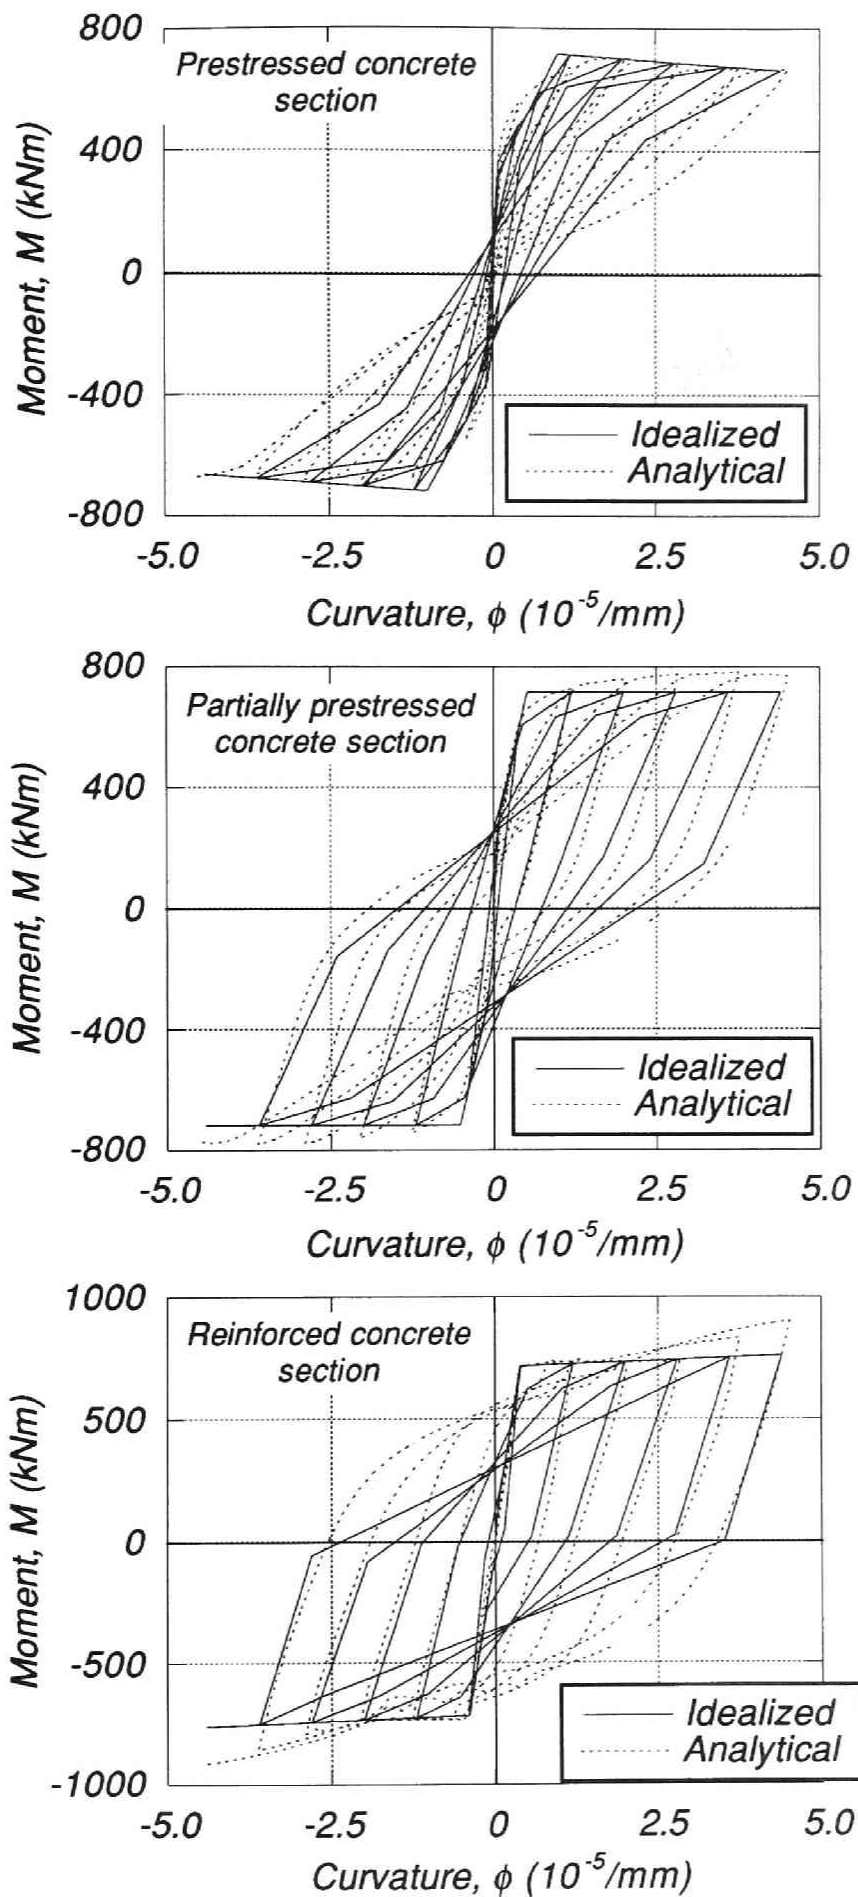 800
Prestressed concrete
section
400
0
-400
-800
Moment, M (kNm)
Idealized
Analytical
-5.0 -2.5 0 2.5 5.0
Curvature, ϕ (10⁻⁵/mm)
800
Partially prestressed
concrete section
400
0
-400
-800
Moment, M (kNm)
Idealized
Analytical
-5.0 -2.5 0 2.5 5.0
Curvature, ϕ (10⁻⁵/mm)
1000
Reinforced concrete
section
500
0
-500
-1000
Moment, M (kNm)
Idealized
Analytical
-5.0 -2.5 0 2.5 5.0
Curvature, ϕ (10⁻⁵/mm)